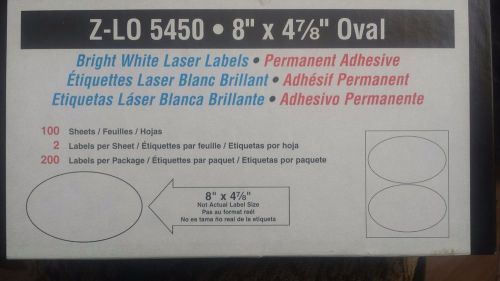 Z-LO 5450 • 8" x 4⅞" Oval
Bright White Laser Labels • Permanent Adhesive
Étiquettes Laser Blanc Brillant • Adhésif Permanent
Etiquetas Láser Blanca Brillante • Adhesivo Permanente
100 Sheets / Feuilles / Hojas
2 Labels per Sheet / Étiquettes par feuille / Etiquetas por hoja
200 Labels per Package / Étiquettes par paquet / Etiquetas por paquete
8" x 4⅞"
Not Actual Label Size
Pas au format raél
No es tama ño real de la etiqueta